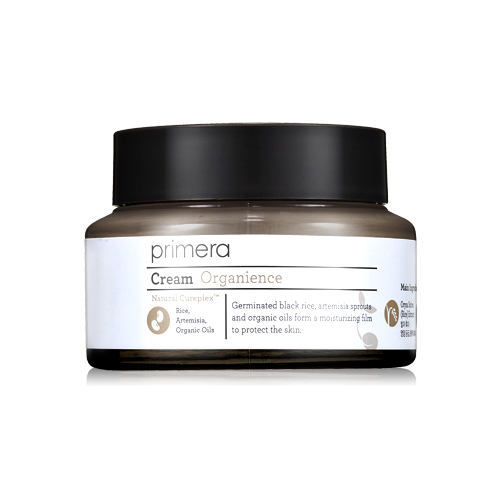 primera
Cream Organience
Natural Cureplex™
Rice,
Artemisia,
Organic Oils
Germinated black rice, artemisia sprouts
and organic oils form a moisturizing film
to protect the skin.
Main